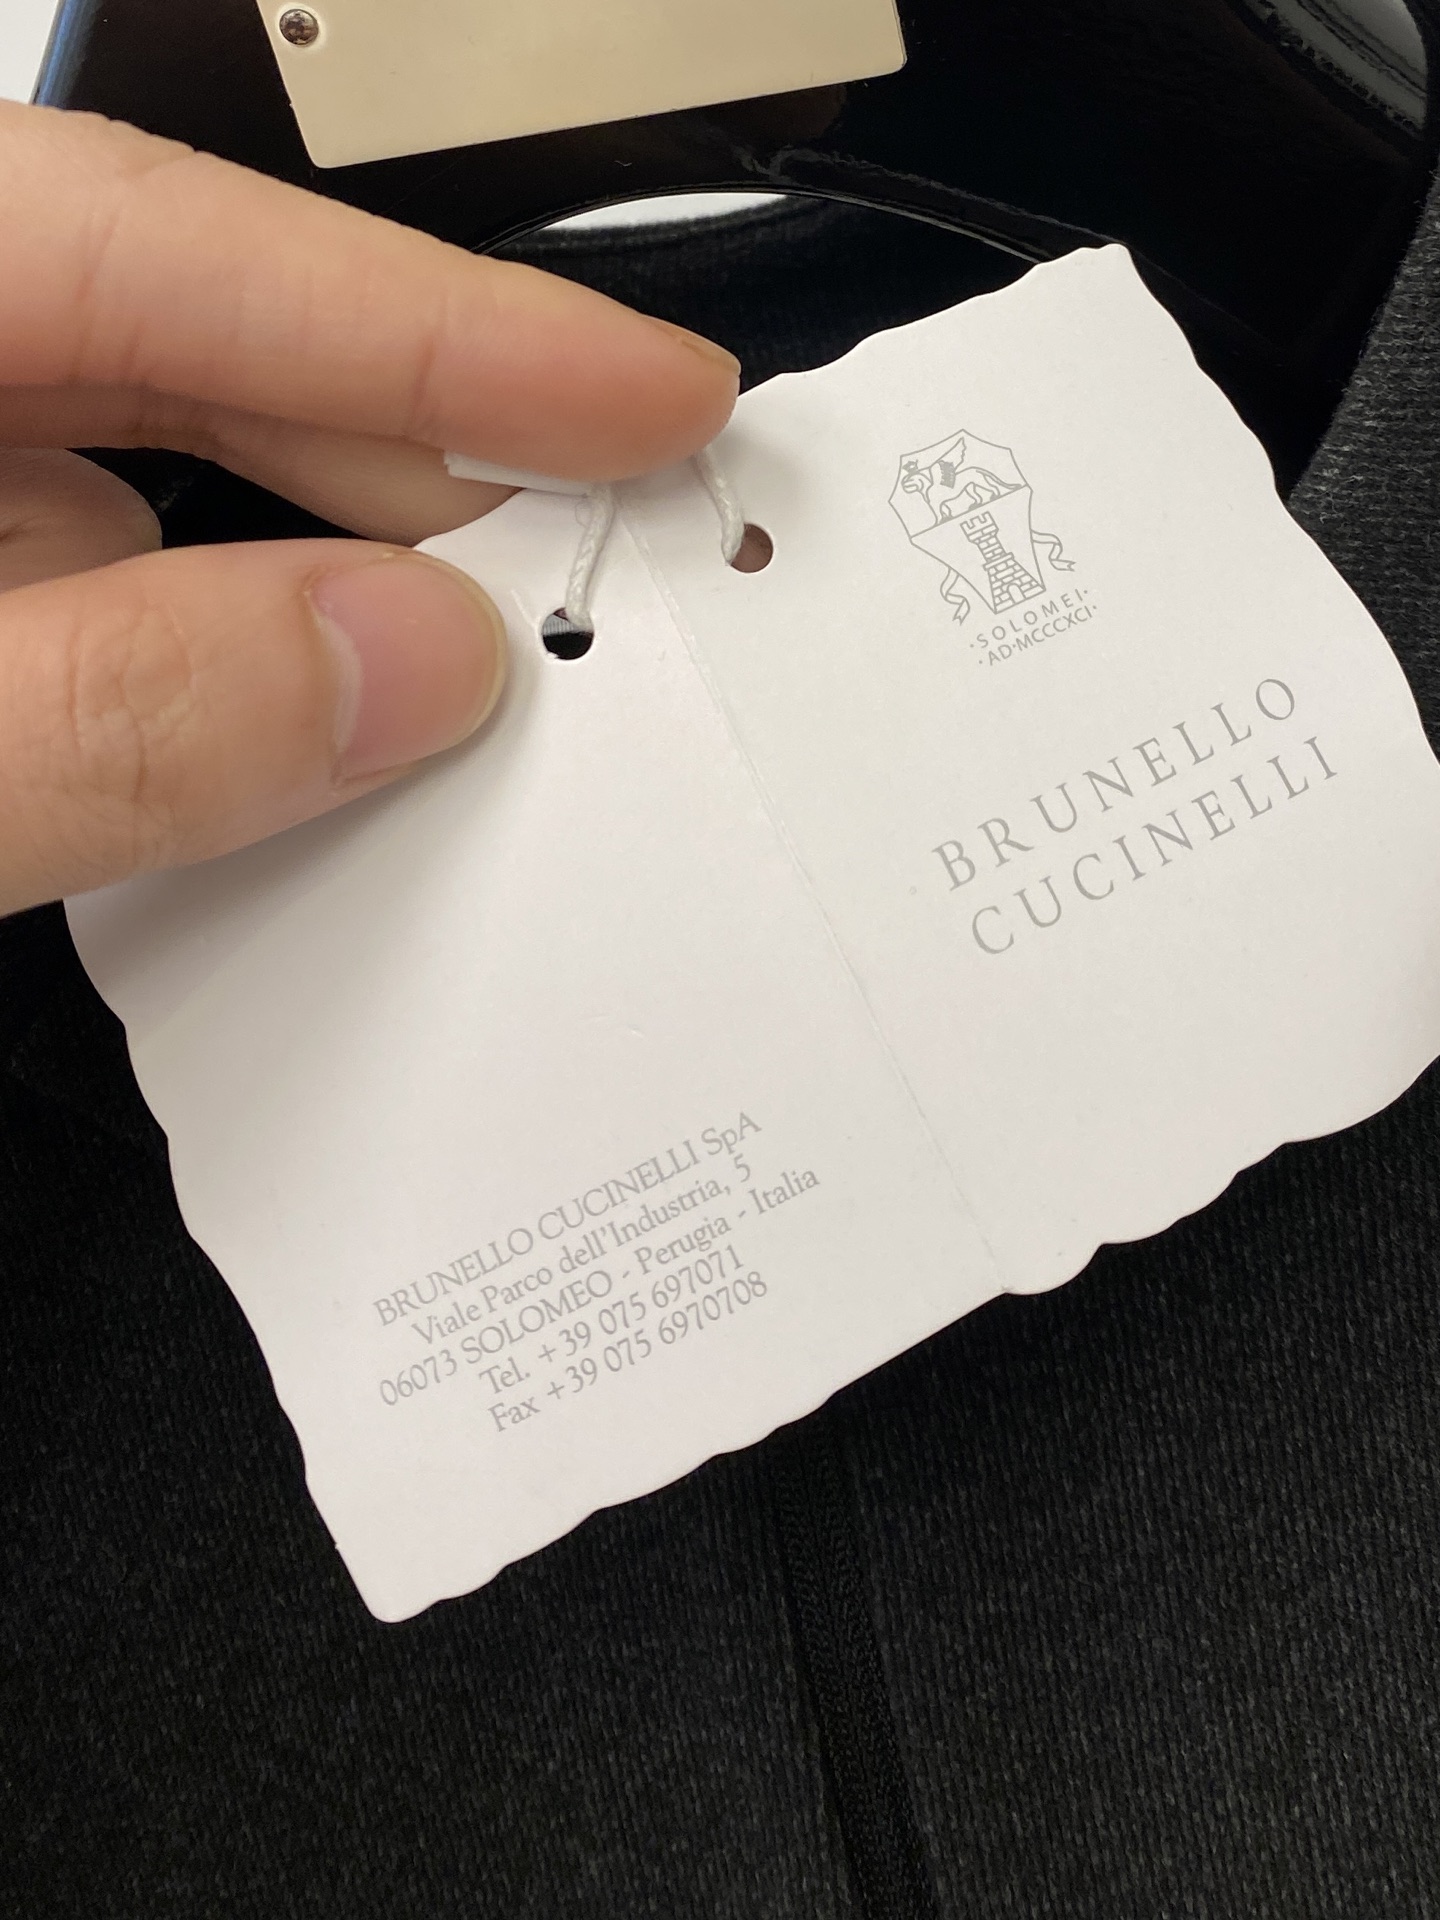 ·SOLOMEI·
·AD·MCCCXCI·
BRUNELLO
CUCINELLI
BRUNELLO CUCINELLI SpA
Viale Parco dell'Industria, 5
06073 SOLOMEO - Perugia - Italia
Tel. +39 075 697071
Fax +39 075 6970708